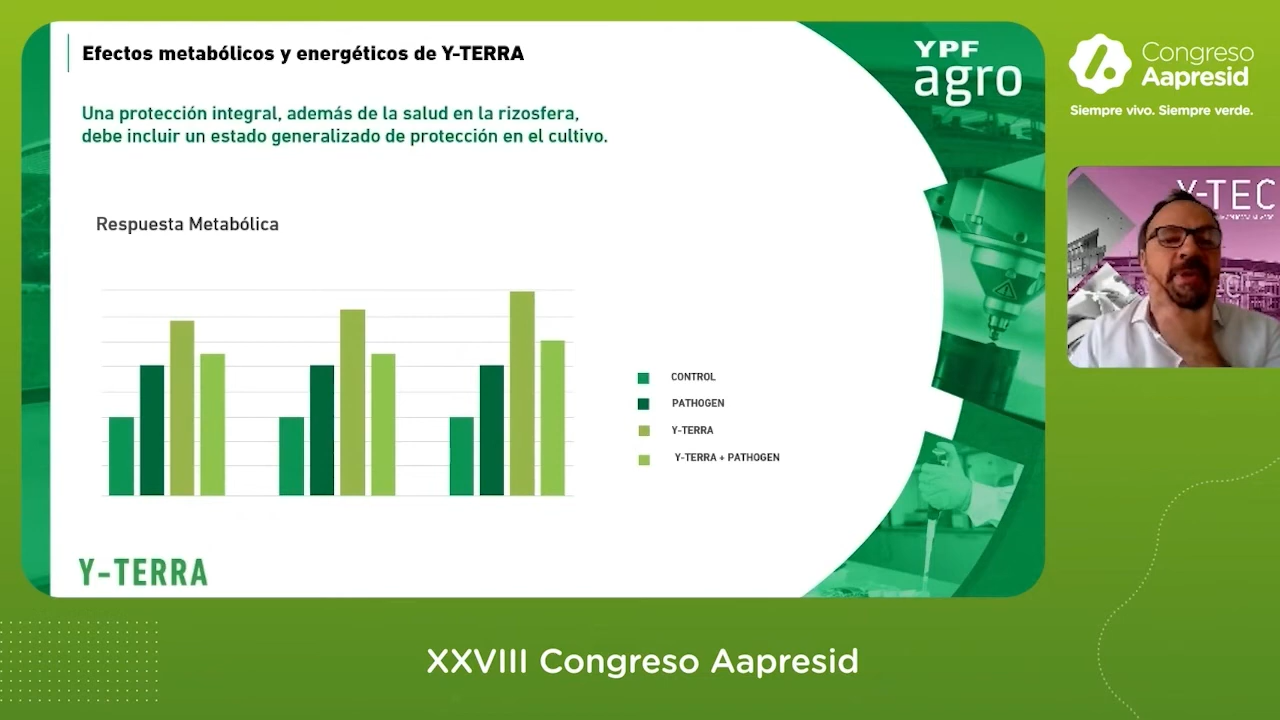 Efectos metabólicos y energéticos de Y-TERRA
Una protección integral, además de la salud en la rizosfera,
debe incluir un estado generalizado de protección en el cultivo.
Respuesta Metabólica
CONTROL
PATHOGEN
Y-TERRA
Y-TERRA + PATHOGEN
Y-TERRA
YPF
agro
Congreso
Aapresid
Siempre vivo. Siempre verde.
Y-TEC
XXVIII Congreso Aapresid